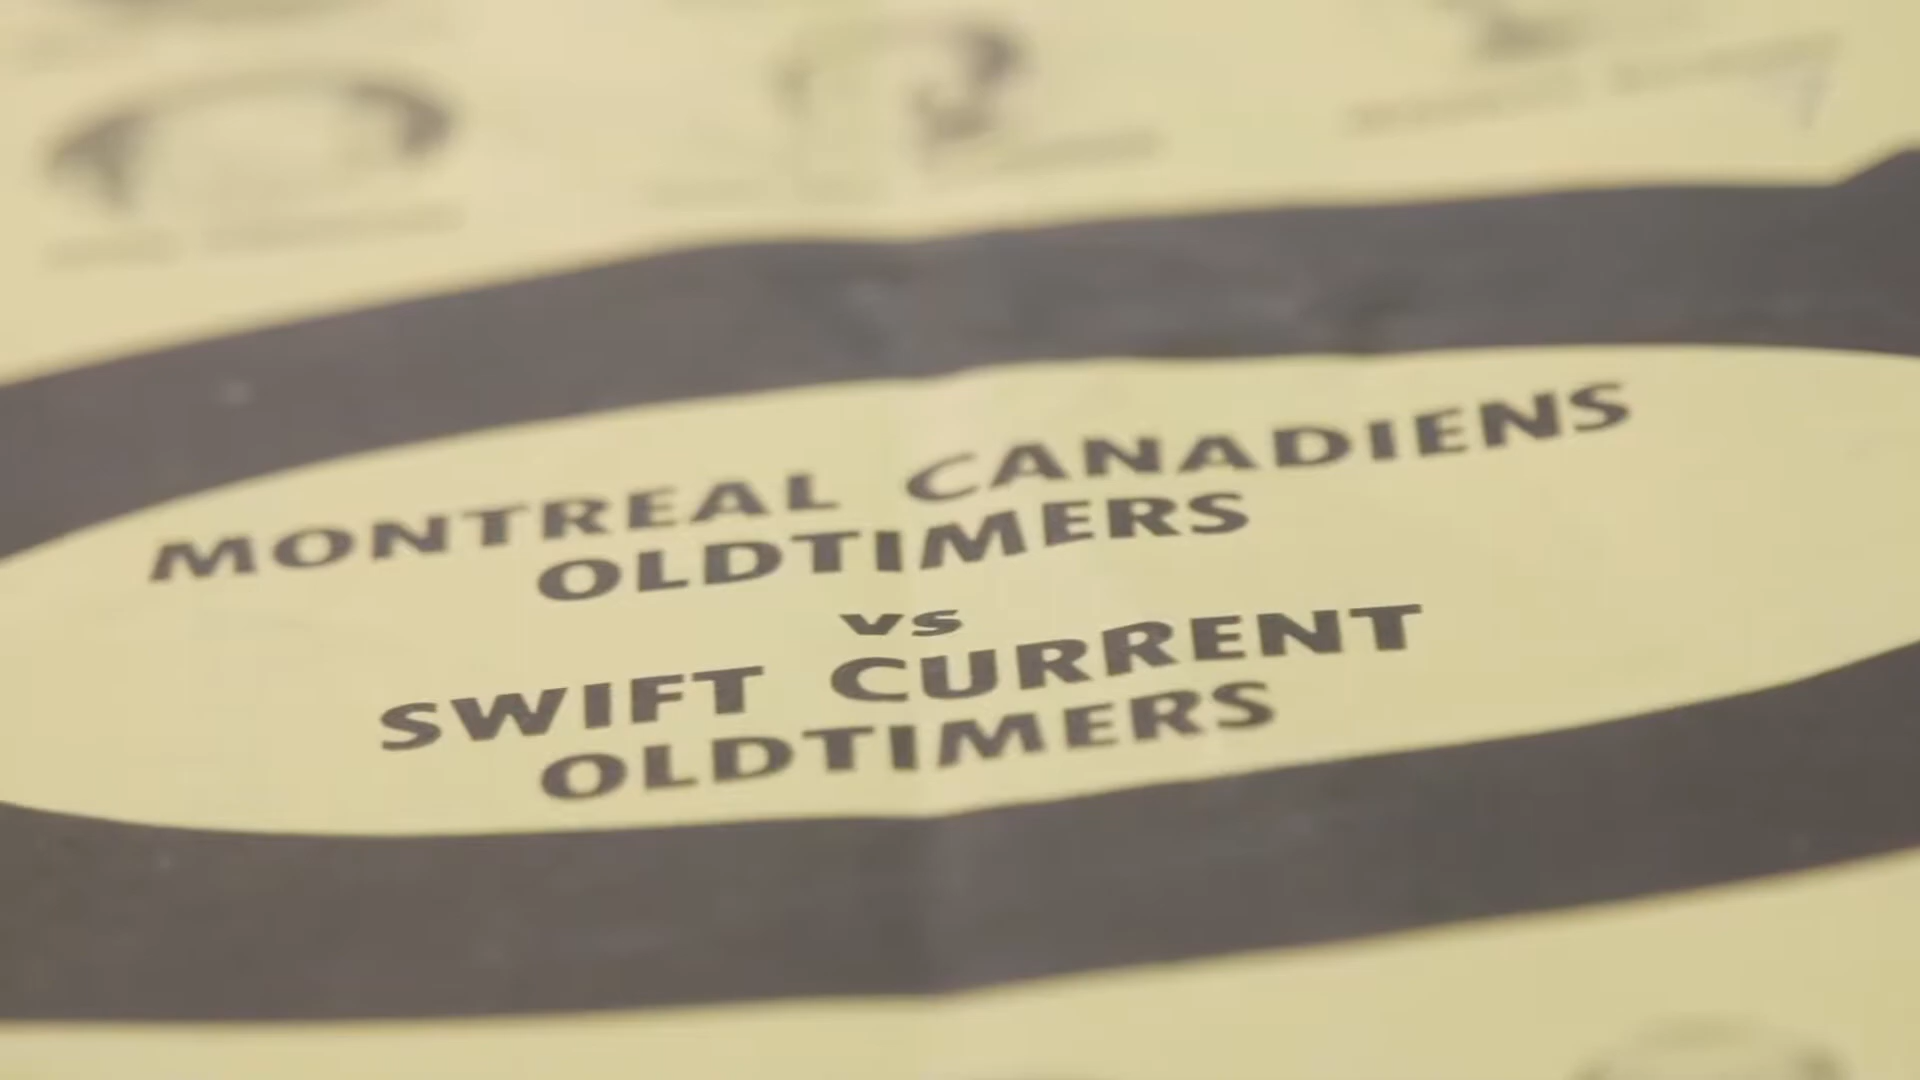 MONTREAL CANADIENS
OLDTIMERS
vs
SWIFT CURRENT
OLDTIMERS